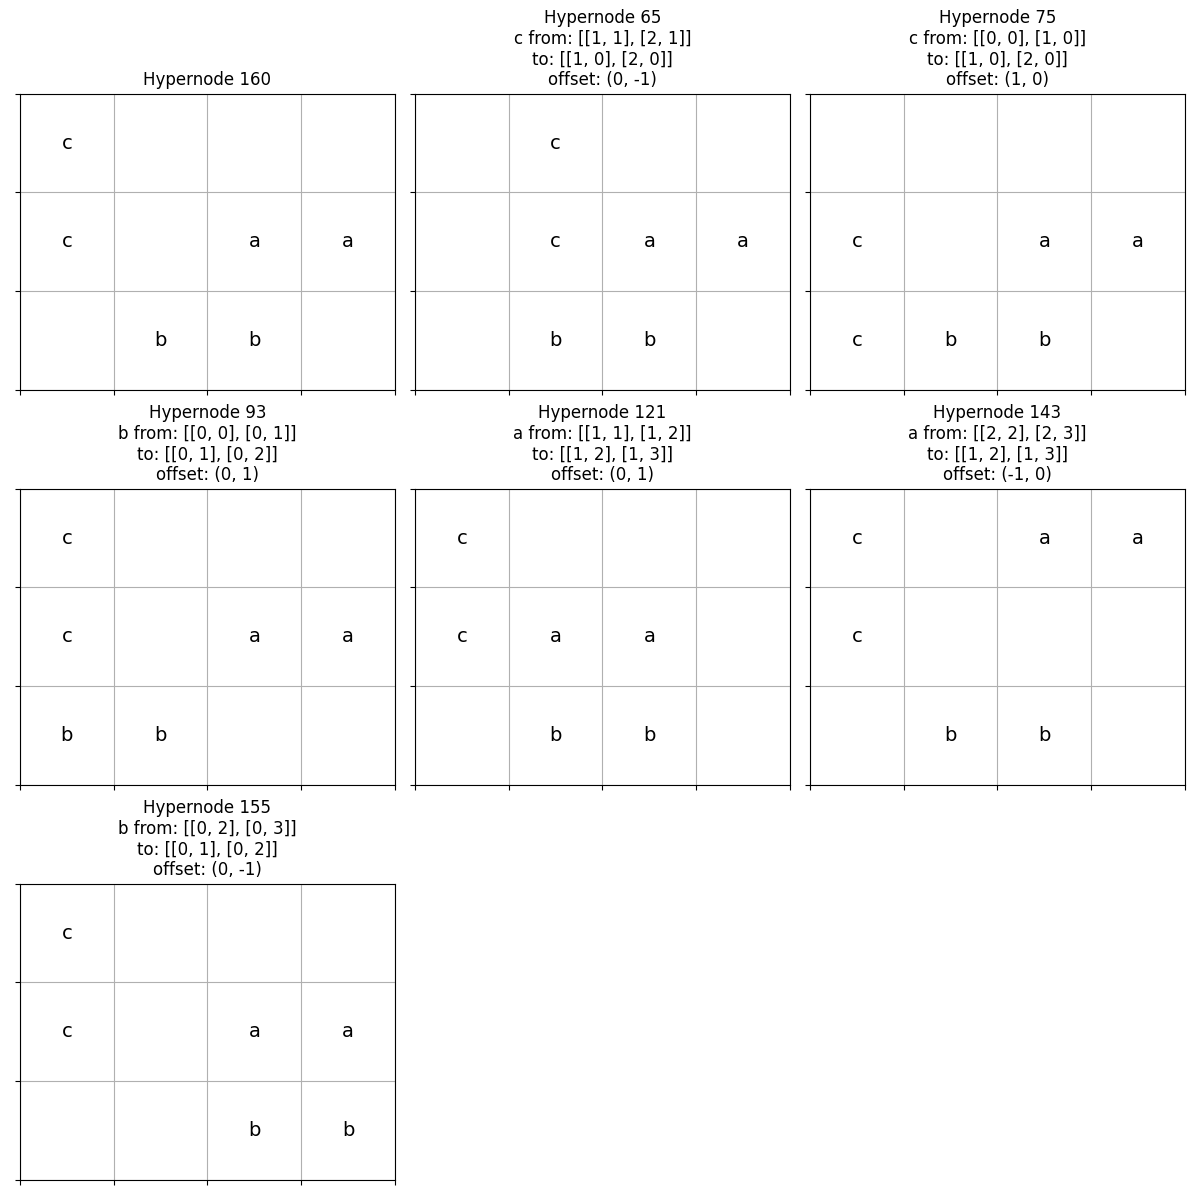 Hypernode 160
c
c a a
b b
Hypernode 65
c from: [[1, 1], [2, 1]]
to: [[1, 0], [2, 0]]
offset: (0, -1)
c
c a a
b b
Hypernode 75
c from: [[0, 0], [1, 0]]
to: [[1, 0], [2, 0]]
offset: (1, 0)
c a a
c b b
Hypernode 93
b from: [[0, 0], [0, 1]]
to: [[0, 1], [0, 2]]
offset: (0, 1)
c
c a a
b b
Hypernode 121
a from: [[1, 1], [1, 2]]
to: [[1, 2], [1, 3]]
offset: (0, 1)
c
c a a
b b
Hypernode 143
a from: [[2, 2], [2, 3]]
to: [[1, 2], [1, 3]]
offset: (-1, 0)
c a a
c
b b
Hypernode 155
b from: [[0, 2], [0, 3]]
to: [[0, 1], [0, 2]]
offset: (0, -1)
c
c a a
b b